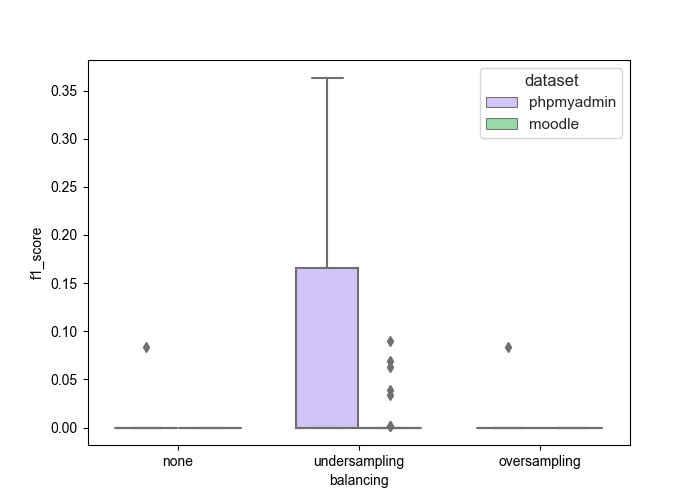 dataset
phpmyadmin
moodle
0.35
0.30
0.25
0.20
0.15
0.10
0.05
0.00
f1_score
none
undersampling
oversampling
balancing